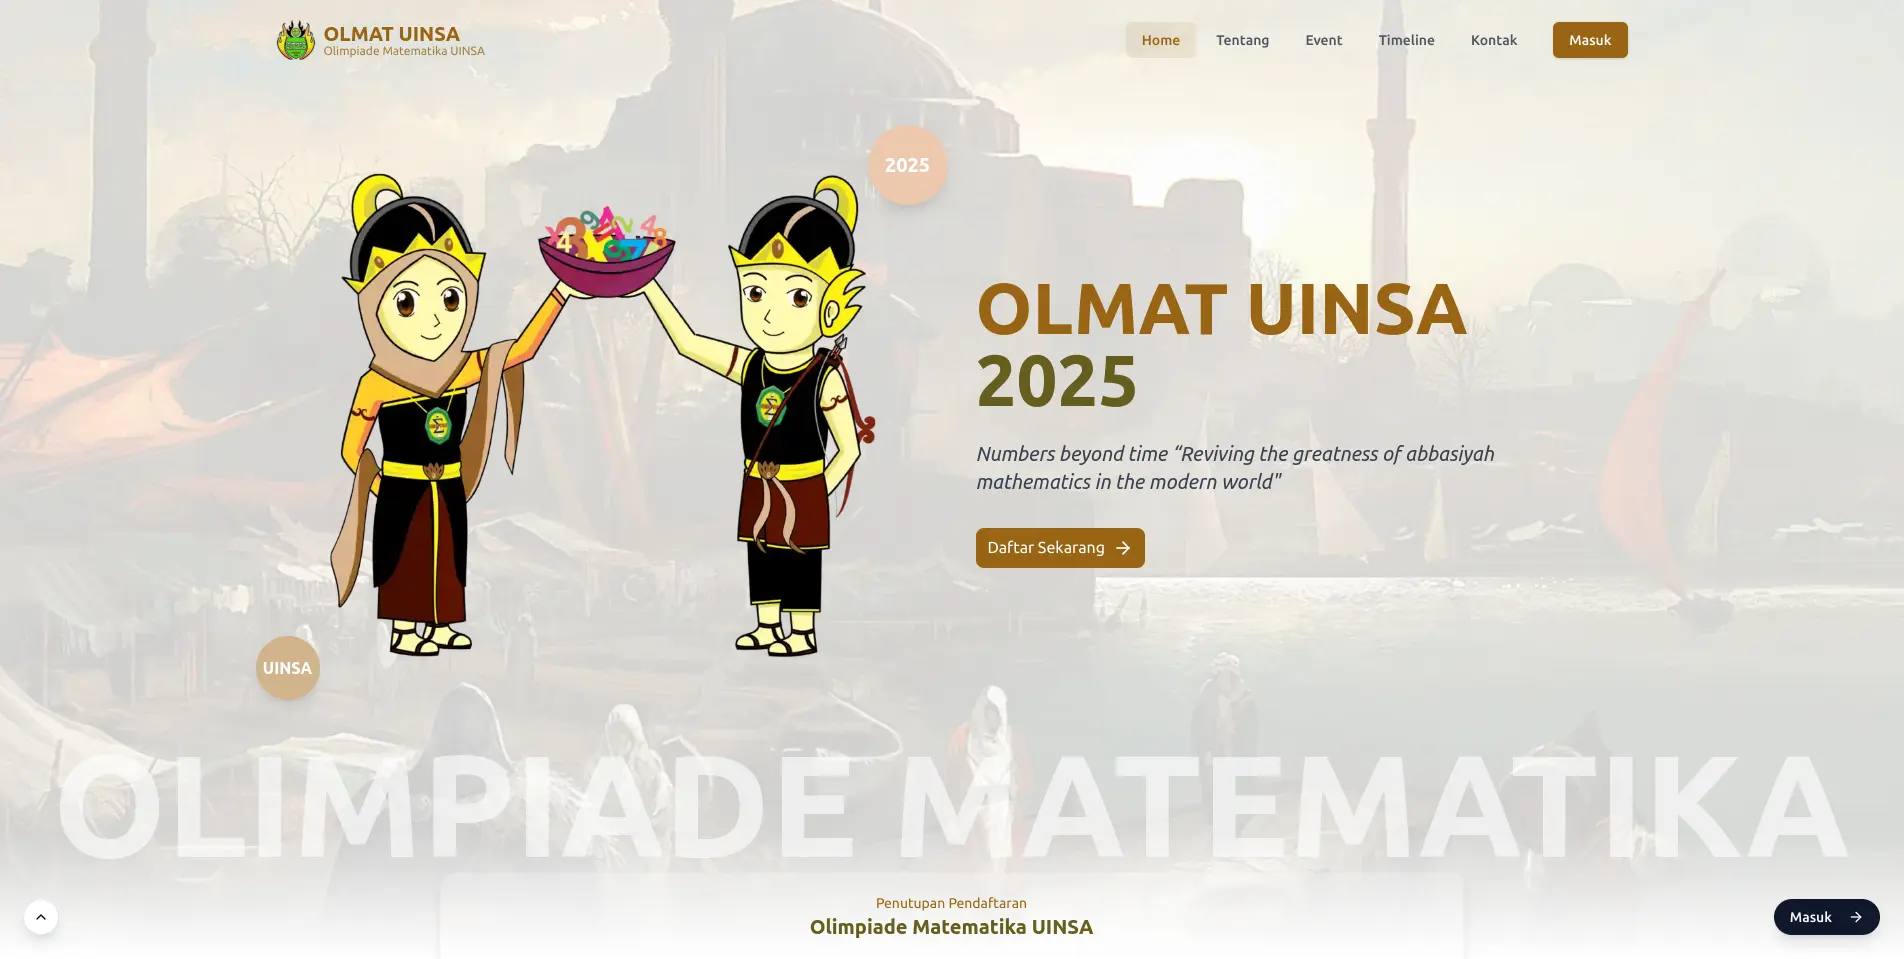 OLMAT UINSA
Olimpiade Matematika UINSA
Home
Tentang
Event
Timeline
Kontak
Masuk
2025
OLMAT UINSA
2025
Numbers beyond time “Reviving the greatness of abbasiyah
mathematics in the modern world"
Daftar Sekarang
UINSA
OLIMPIADE MATEMATIKA
Penutupan Pendaftaran
Olimpiade Matematika UINSA
Masuk